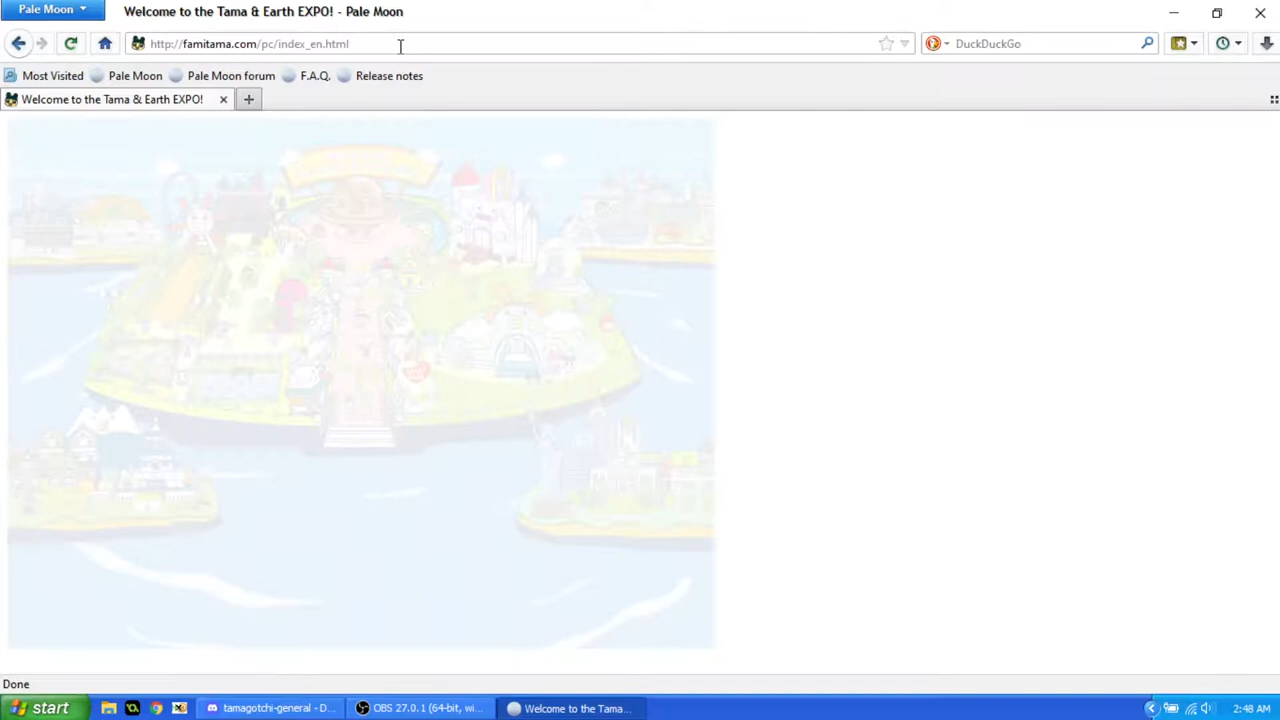 Pale Moon
Welcome to the Tama & Earth EXPO! - Pale Moon
http://famitama.com/pc/index_en.html
DuckDuckGo
Most Visited Pale Moon Pale Moon forum F.A.Q. Release notes
Welcome to the Tama & Earth EXPO!
Done
start
tamagotchi-general - D...
OBS 27.0.1 (64-bit, wi...
Welcome to the Tama...
2:48 AM